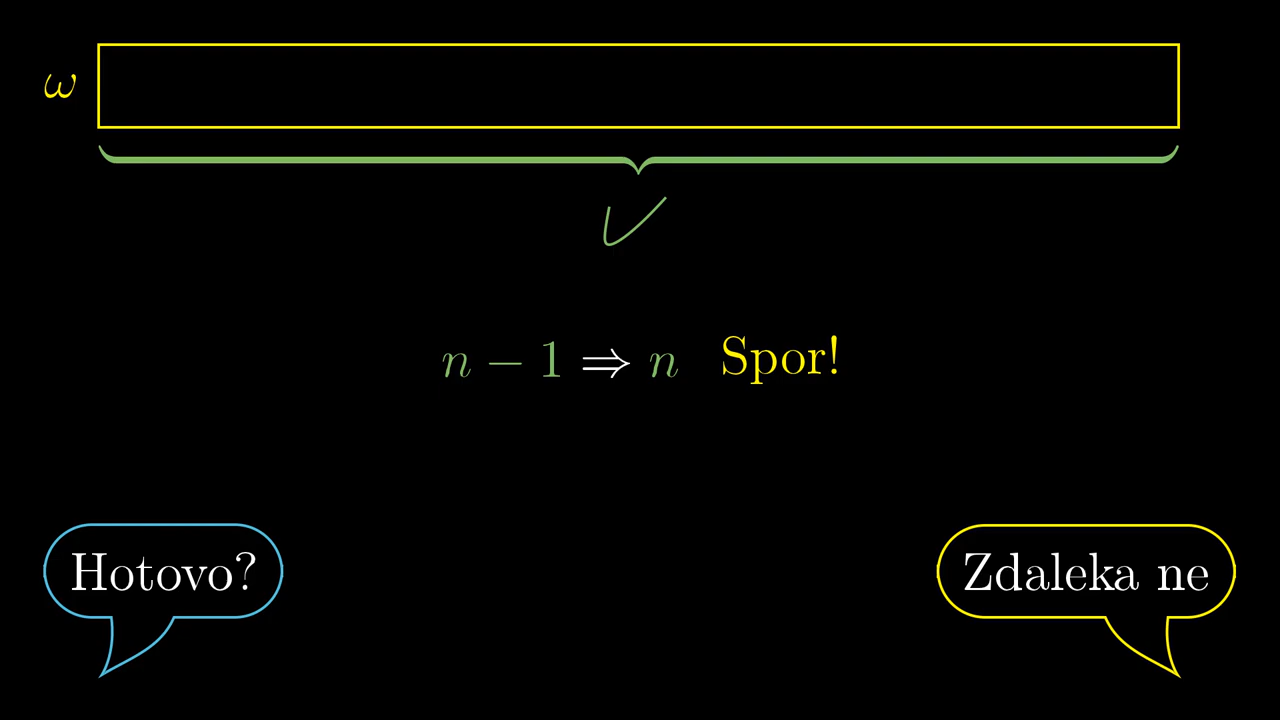 ω
n − 1 ⇒ n Spor!
Hotovo?
Zdaleka ne